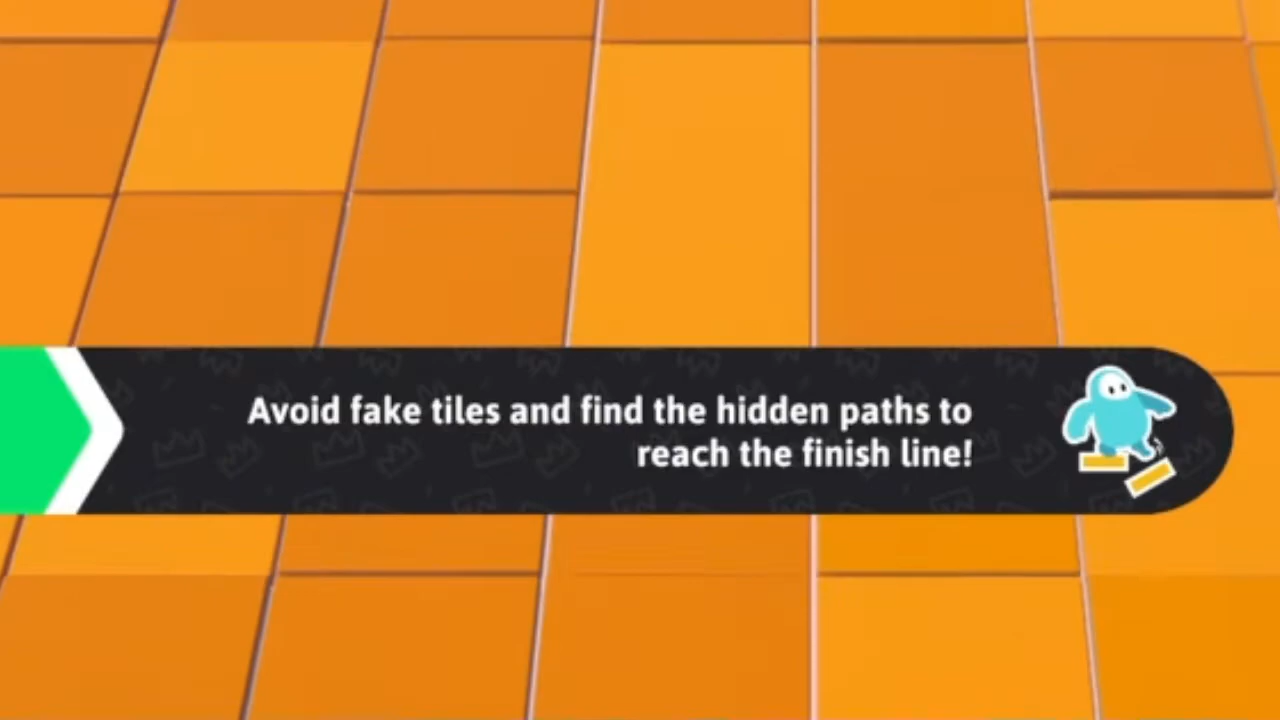 Avoid fake tiles and find the hidden paths to
reach the finish line!